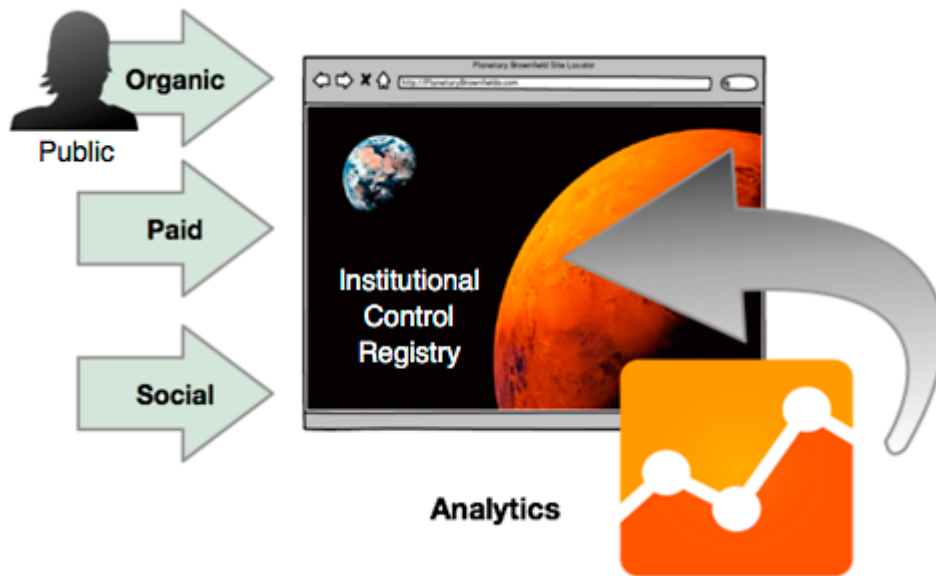 Organic
Public
Paid
Social
Planetary Brownfield Site Locator
http://PlanetaryBrownfields.com
Institutional
Control
Registry
Analytics